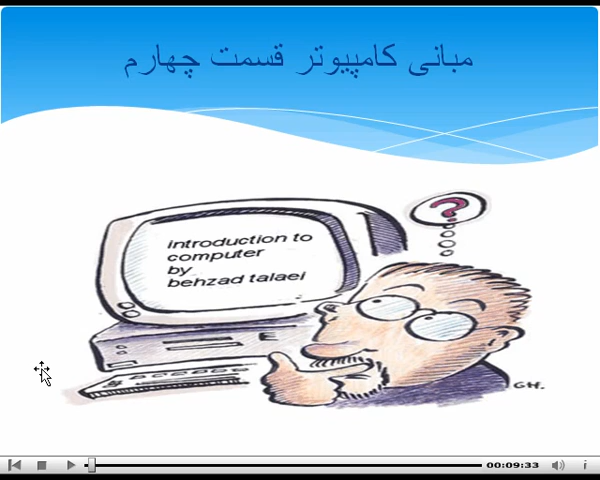 مبانی کامپیوتر قسمت چهارم
?
introduction to
computer
by
behzad talaei
GH.
00:09:33
i